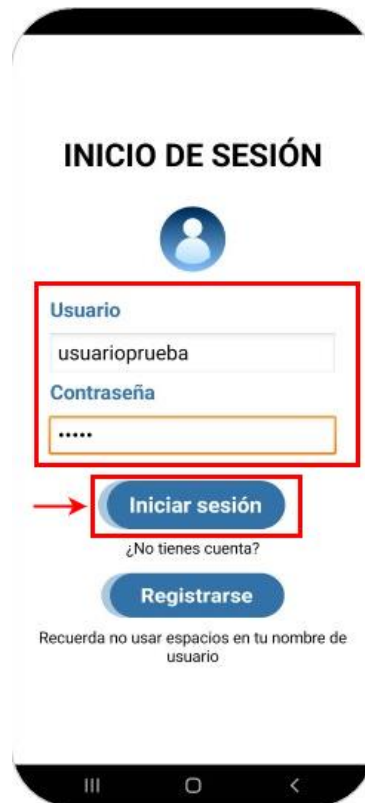 INICIO DE SESIÓN
Usuario
usuarioprueba
Contraseña
•••••
Iniciar sesión
¿No tienes cuenta?
Registrarse
Recuerda no usar espacios en tu nombre de
usuario